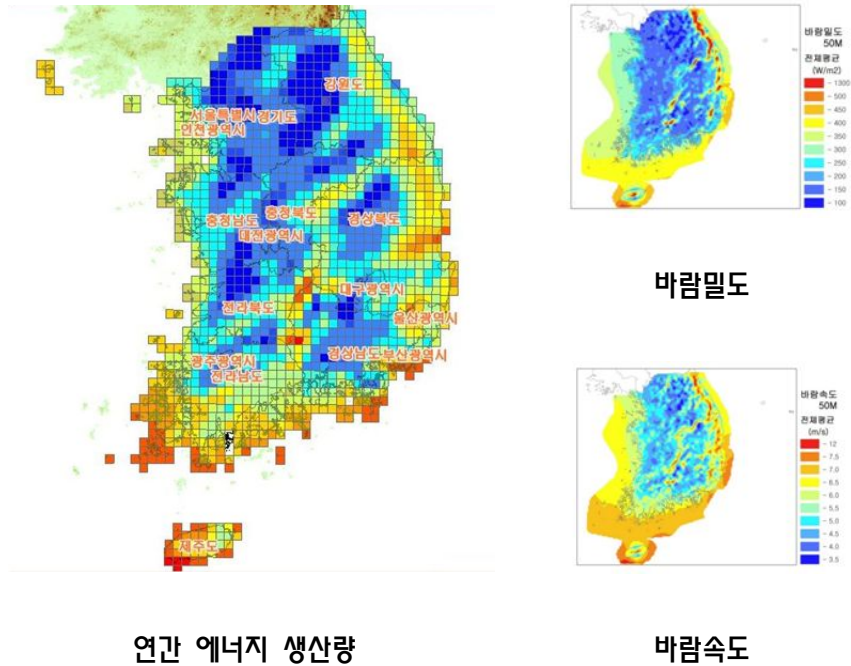 강원도
서울특별시경기도
인천광역시
충청남도
충청북도
대전광역시
경상북도
대구광역시
전라북도
울산광역시
광주광역시
전라남도
경상남도부산광역시
제주도
연간 에너지 생산량
바람밀도
50M
전체평균
(W/m2)
- 1300
- 500
- 450
- 400
- 350
- 300
- 250
- 200
- 150
- 100
바람밀도
바람속도
50M
전체평균
(m/s)
- 12
- 7.5
- 7.0
- 6.5
- 6.0
- 5.5
- 5.0
- 4.5
- 4.0
- 3.5
바람속도